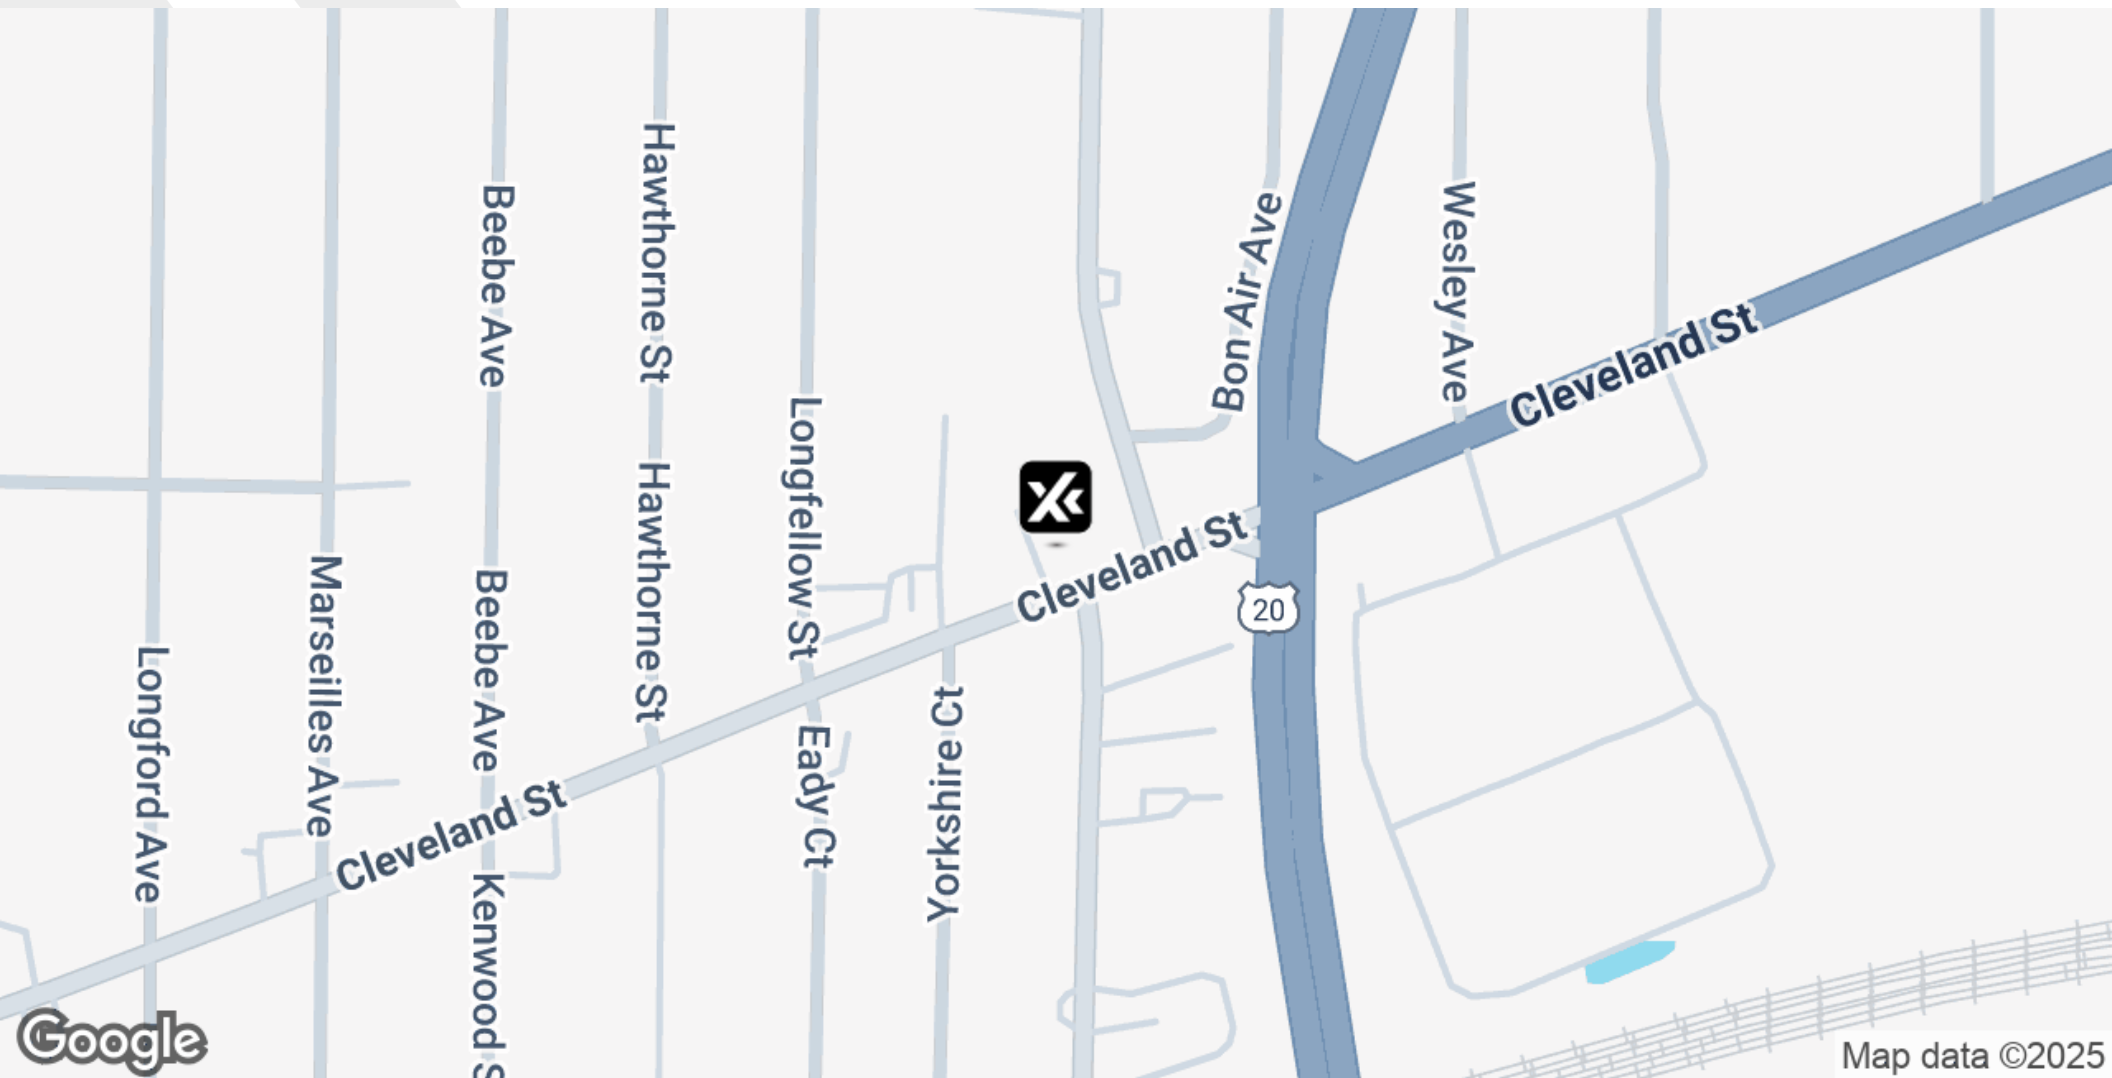 Hawthorne St
Beebe Ave
Bon Air Ave
Wesley Ave
Cleveland St
Longfellow St
Hawthorne St
Cleveland St
Marseilles Ave
Beebe Ave
20
Longford Ave
Yorkshire Ct
Eady Ct
Cleveland St
Kenwood S
Google
Map data ©2025